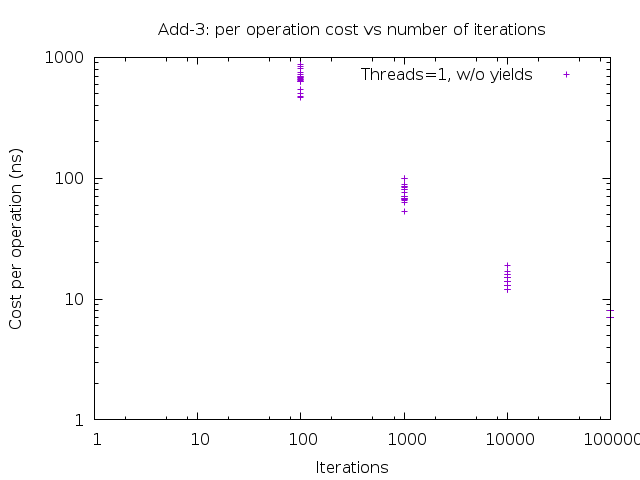 Add-3: per operation cost vs number of iterations
1000
Threads=1, w/o yields
100
Cost per operation (ns)
10
1
1 10 100 1000 10000 100000
Iterations